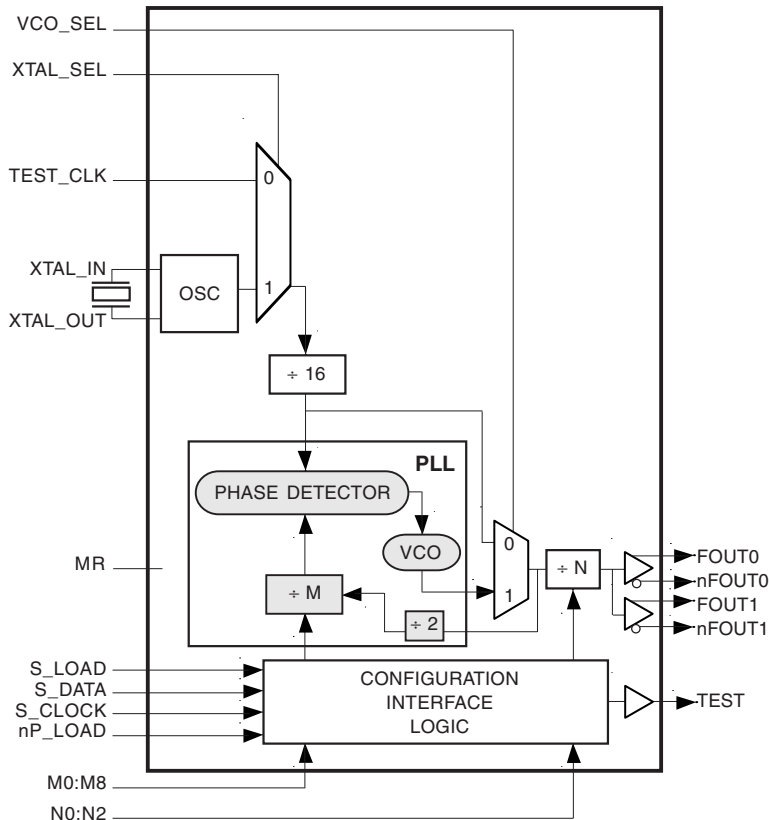 VCO_SEL
XTAL_SEL
TEST_CLK
0
XTAL_IN
OSC
1
XTAL_OUT
÷ 16
PLL
PHASE DETECTOR
VCO
0
1
÷ N
FOUT0
nFOUT0
FOUT1
nFOUT1
MR
÷ M
÷ 2
S_LOAD
S_DATA
S_CLOCK
nP_LOAD
CONFIGURATION
INTERFACE
LOGIC
TEST
M0:M8
N0:N2